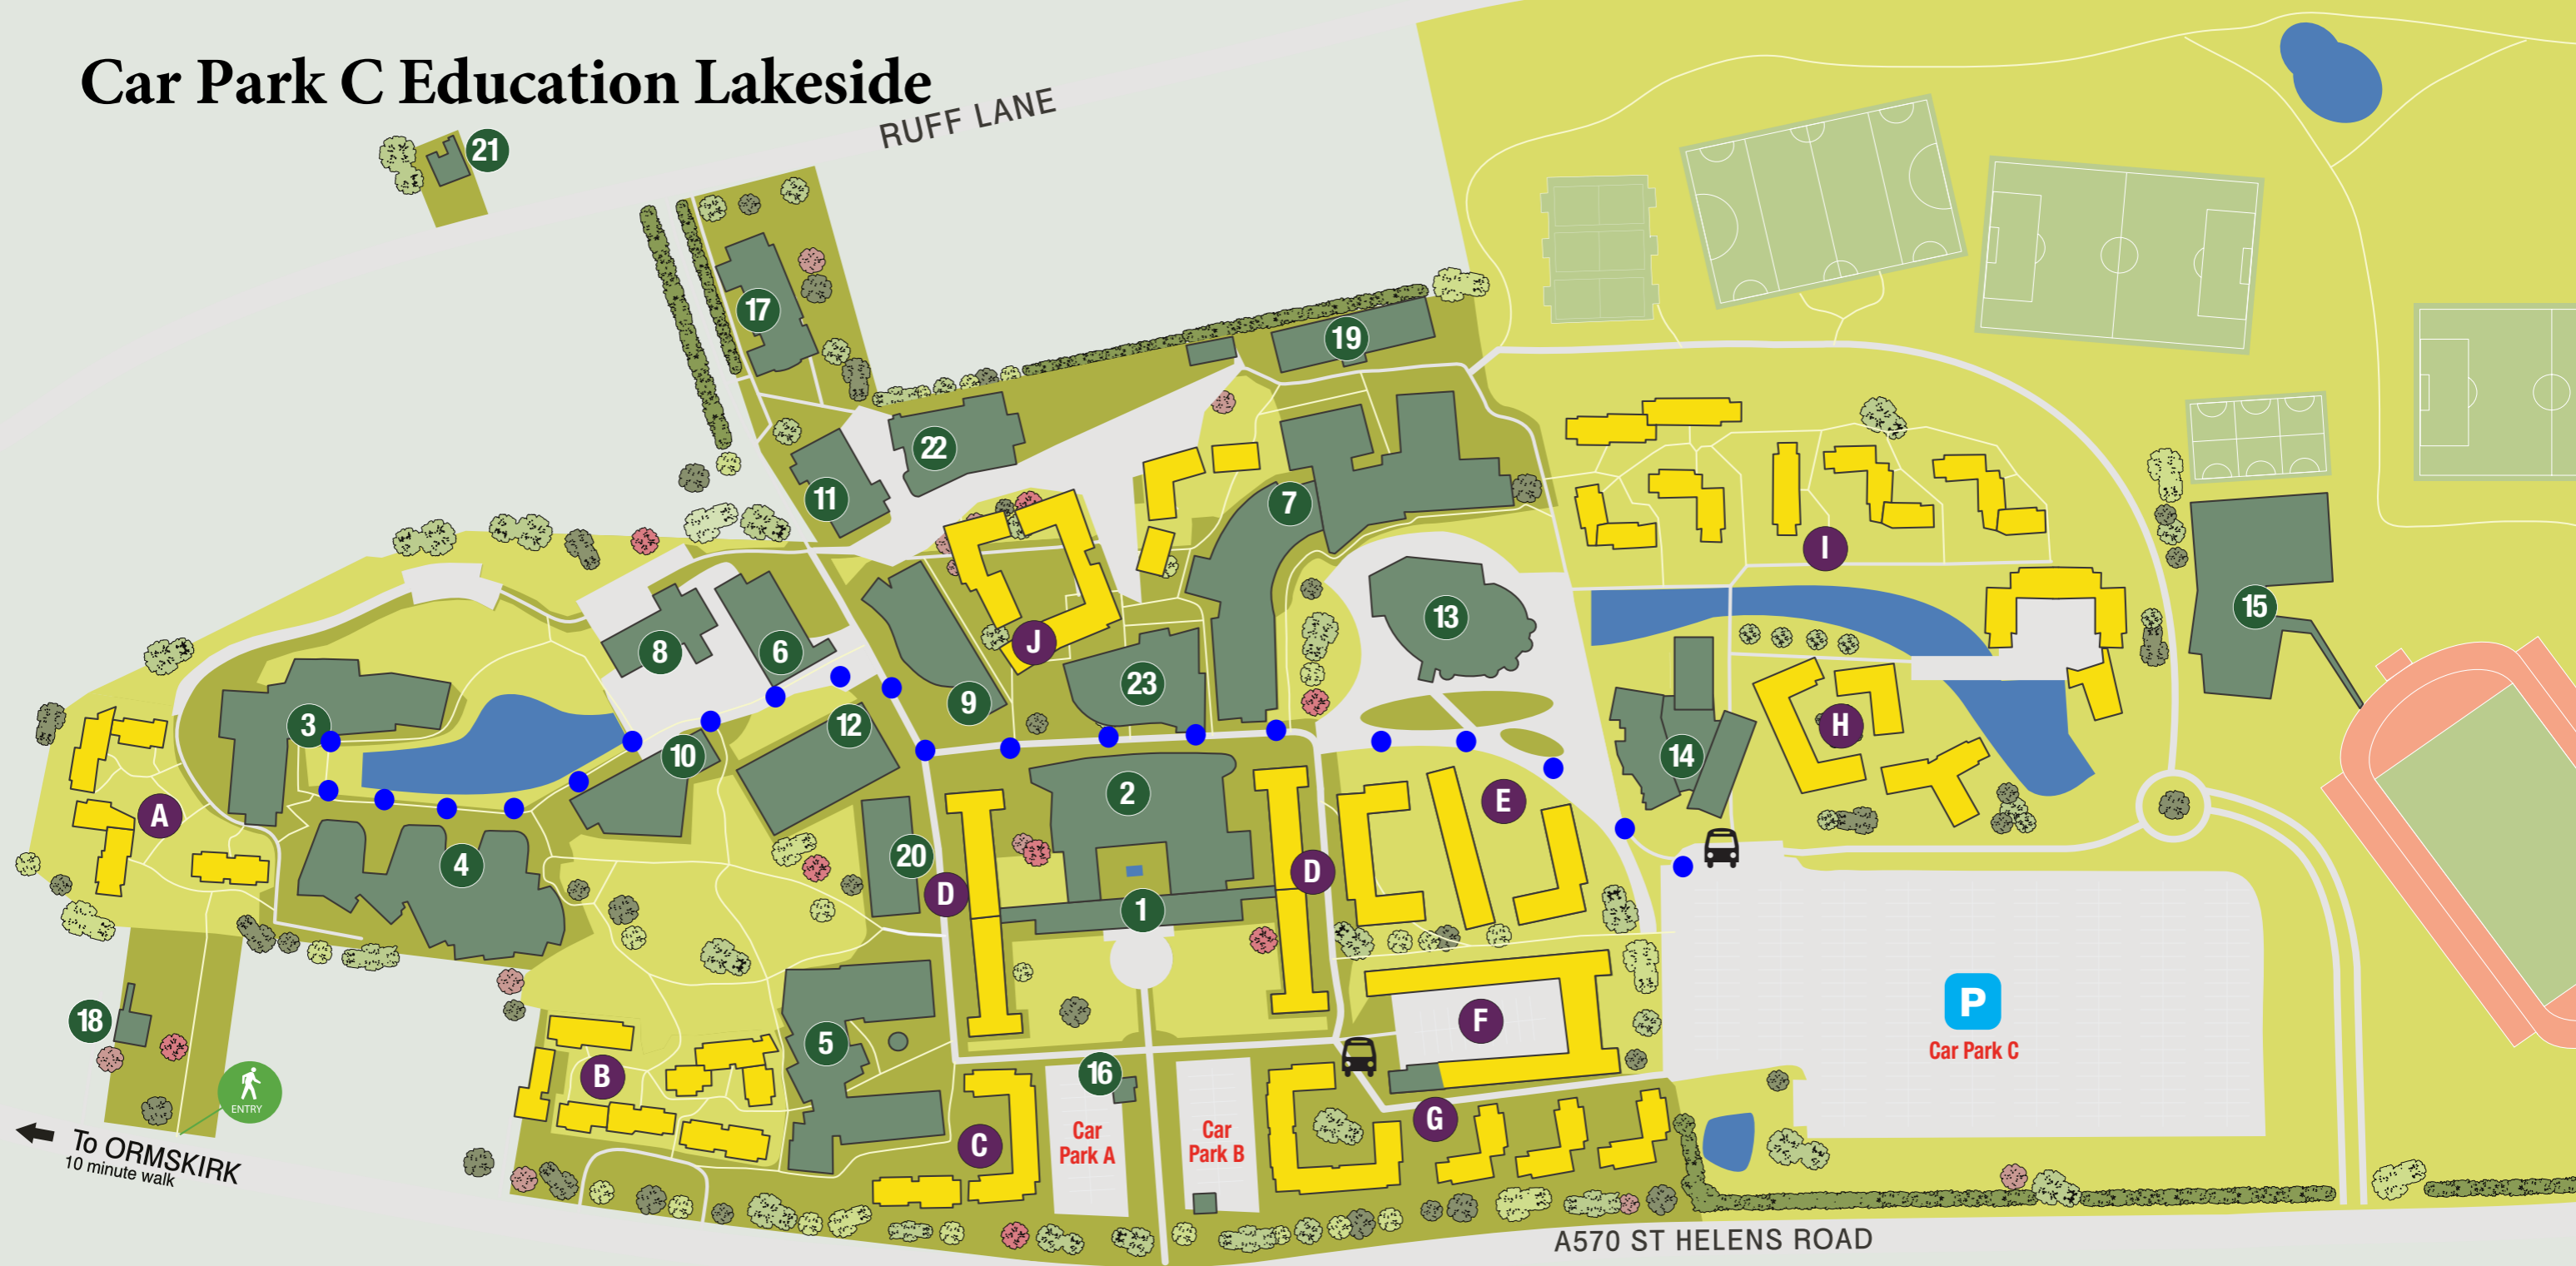 Car Park C Education Lakeside
RUFF LANE
21
17
19
22
11
7
I
13
15
8
6
J
23
9
3
12
10
14
H
2
E
A
4
20
D
D
1
P
Car Park C
18
5
F
B
16
ENTRY
G
C
Car
Park A
Car
Park B
To ORMSKIRK
10 minute walk
A570 ST HELENS ROAD